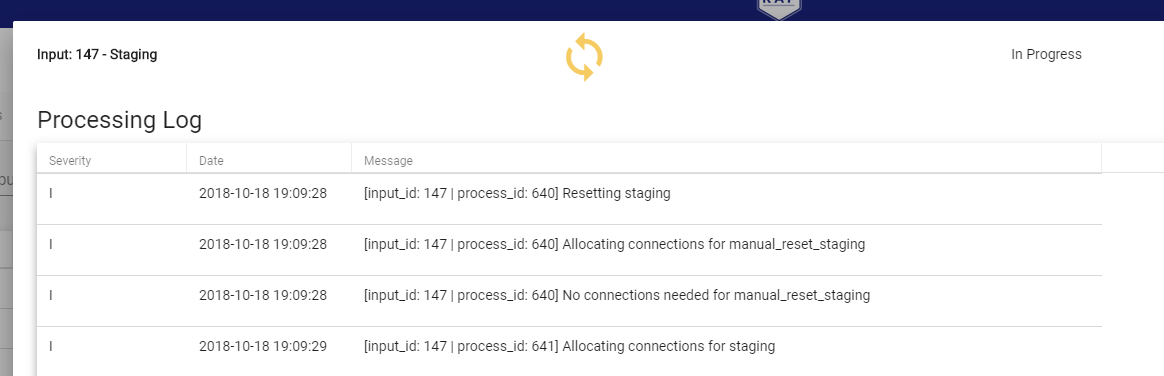 Input: 147 - Staging
In Progress
Processing Log
Severity Date Message
I 2018-10-18 19:09:28 [input_id: 147 | process_id: 640] Resetting staging
I 2018-10-18 19:09:28 [input_id: 147 | process_id: 640] Allocating connections for manual_reset_staging
I 2018-10-18 19:09:28 [input_id: 147 | process_id: 640] No connections needed for manual_reset_staging
I 2018-10-18 19:09:29 [input_id: 147 | process_id: 641] Allocating connections for staging